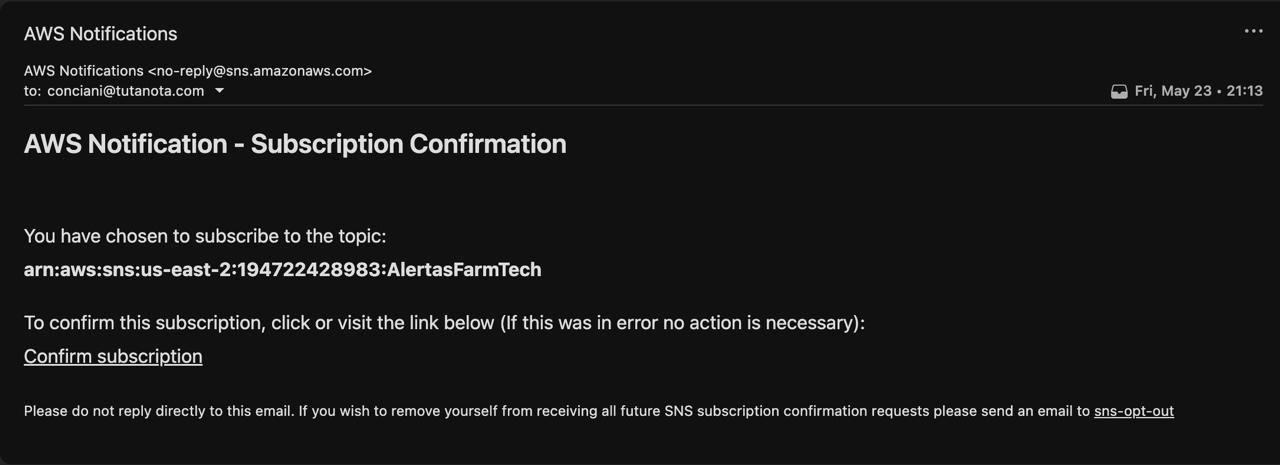 AWS Notifications
AWS Notifications <no-reply@sns.amazonaws.com>
to: conciani@tutanota.com
Fri, May 23 • 21:13
AWS Notification - Subscription Confirmation
You have chosen to subscribe to the topic:
arn:aws:sns:us-east-2:194722428983:AlertasFarmTech
To confirm this subscription, click or visit the link below (If this was in error no action is necessary):
Confirm subscription
Please do not reply directly to this email. If you wish to remove yourself from receiving all future SNS subscription confirmation requests please send an email to sns-opt-out